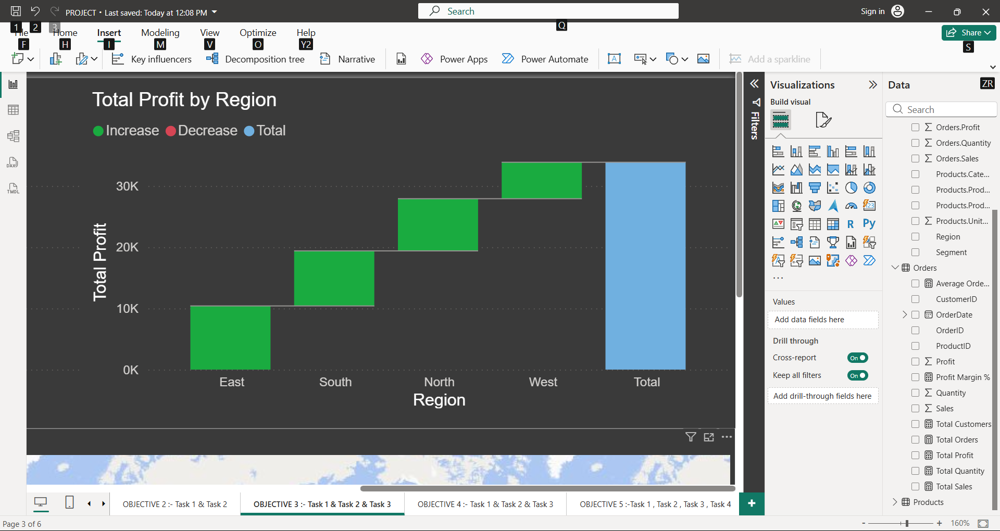 PROJECT • Last saved: Today at 12:08 PM
Search
Sign in
1
2
3
Q
Home
Insert
Modeling
View
Optimize
Help
Share
F
H
I
M
V
O
Y2
S
Key influencers
Decomposition tree
Narrative
Power Apps
Power Automate
A
Add a sparkline
DAX
TMDL
Total Profit by Region
Increase
Decrease
Total
Total Profit
30K
20K
10K
0K
East
South
North
West
Total
Region
Filters
Visualizations
Build visual
123
R
Py
...
Values
Add data fields here
Drill through
Cross-report
On
Keep all filters
On
Add drill-through fields here
Data
ZR
Search
Orders.Profit
Orders.Quantity
Orders.Sales
Products.Cate...
Products.Prod...
Products.Prod...
Products.Unit...
Region
Segment
Orders
Average Orde...
CustomerID
OrderDate
OrderID
ProductID
Profit
Profit Margin %
Quantity
Sales
Total Customers
Total Orders
Total Profit
Total Quantity
Total Sales
Products
OBJECTIVE 2 :- Task 1 & Task 2
OBJECTIVE 3 :- Task 1 & Task 2 & Task 3
OBJECTIVE 4 :- Task 1 & Task 2 & Task 3
OBJECTIVE 5 :-Task 1 , Task 2 , Task 3 , Task 4
+
Page 3 of 6
- + 160%